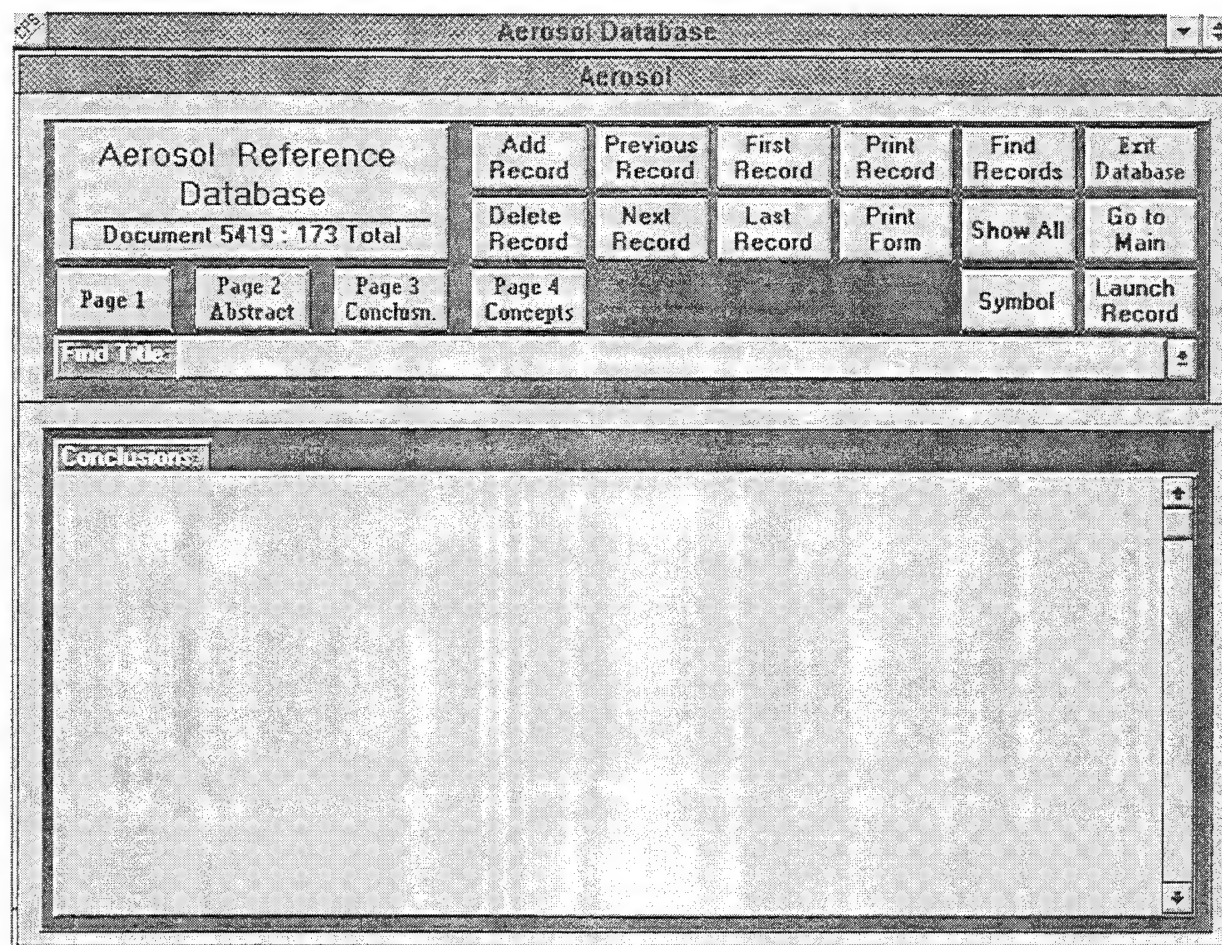 CPS
Aerosol Database
Aerosol
Aerosol Reference
Database
Document 5419 : 173 Total
Add
Record
Previous
Record
First
Record
Print
Record
Find
Records
Exit
Database
Delete
Record
Next
Record
Last
Record
Print
Form
Show All
Go to
Main
Page 1
Page 2
Abstract
Page 3
Conclusn.
Page 4
Concepts
Symbol
Launch
Record
Find Title:
Conclusions: